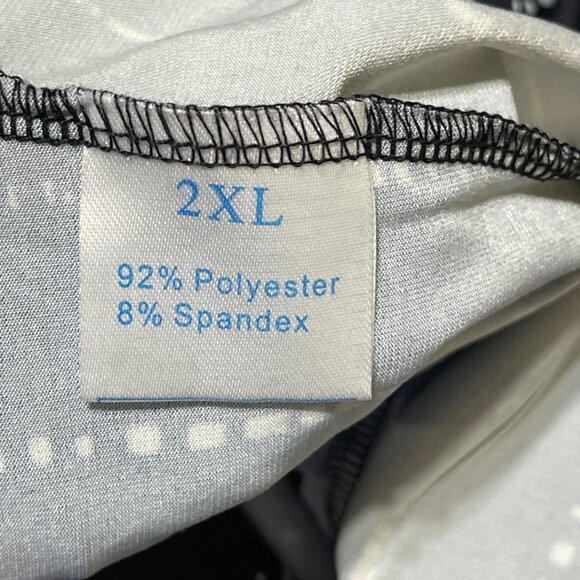 2XL
92% Polyester
8% Spandex